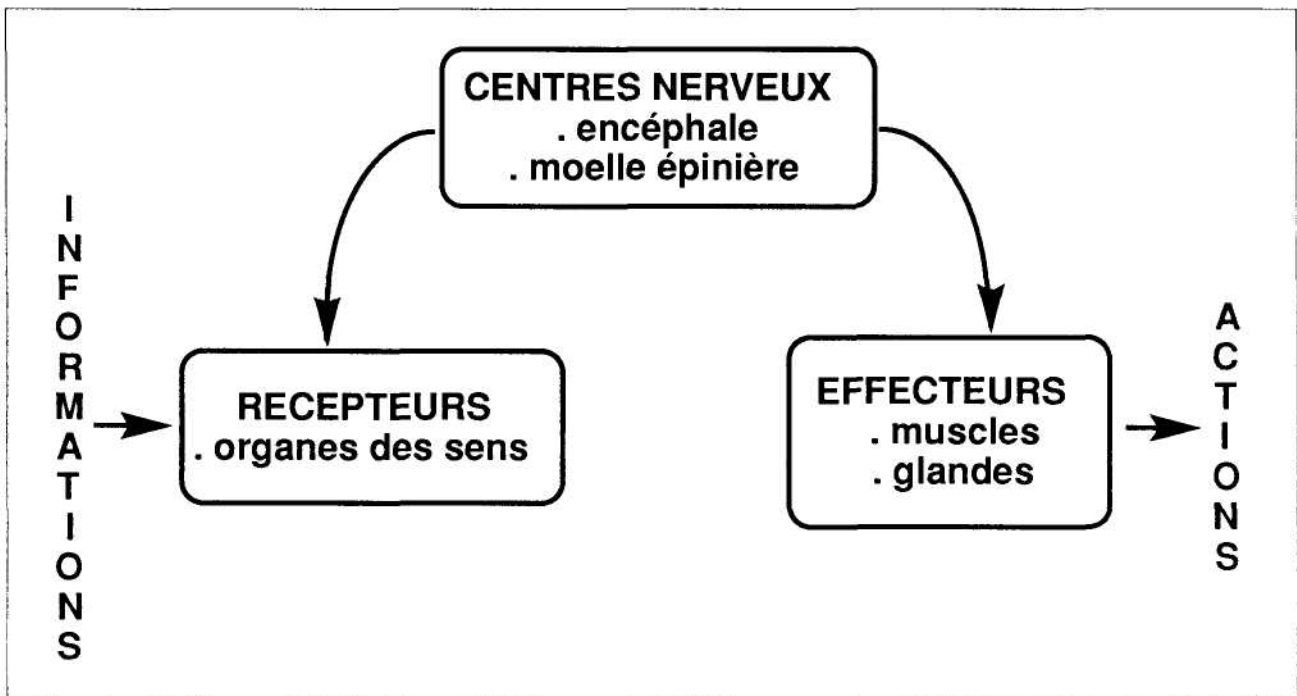 CENTRES NERVEUX
. encéphale
. moelle épinière
INFORMATIONS
RECEPTEURS
. organes des sens
EFFECTEURS
. muscles
. glandes
ACTIONS